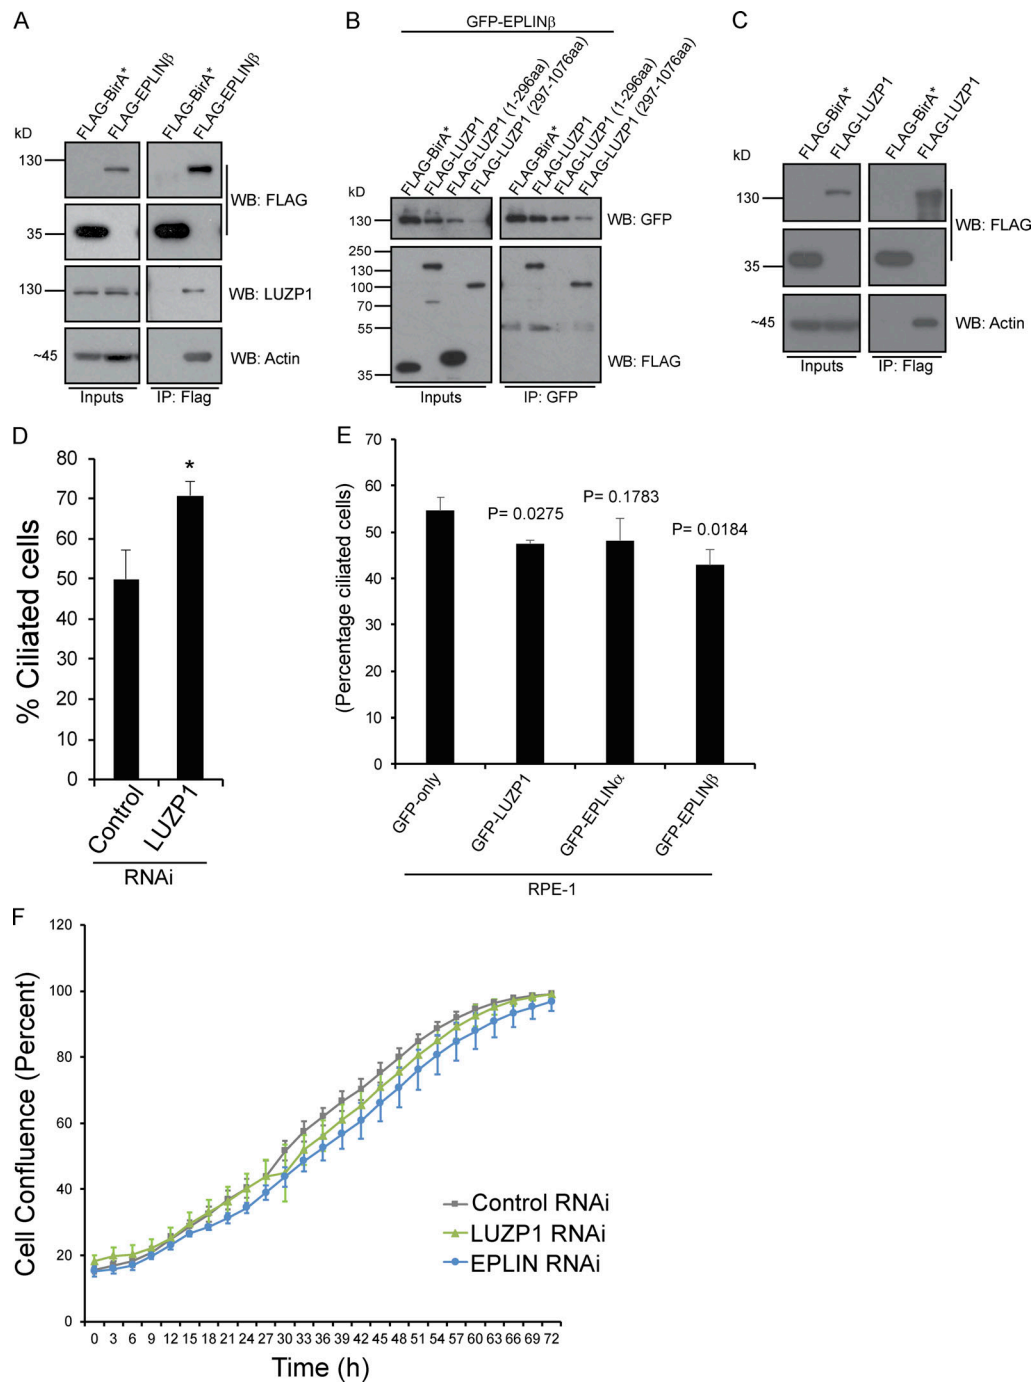 A
FLAG-BirA*
FLAG-EPLINβ
FLAG-BirA*
FLAG-EPLINβ
kD
130
35
WB: FLAG
130
WB: LUZP1
~45
WB: Actin
Inputs
IP: Flag
B
GFP-EPLINβ
FLAG-BirA*
FLAG-LUZP1
FLAG-LUZP1 (1-296aa)
FLAG-LUZP1 (297-1076aa)
FLAG-BirA*
FLAG-LUZP1
FLAG-LUZP1 (1-296aa)
FLAG-LUZP1 (297-1076aa)
kD
130
WB: GFP
250
130
100
70
55
35
WB: FLAG
Inputs
IP: GFP
C
FLAG-BirA*
FLAG-LUZP1
FLAG-BirA*
FLAG-LUZP1
kD
130
35
WB: FLAG
~45
WB: Actin
Inputs
IP: Flag
D
% Ciliated cells
80
70
60
50
40
30
20
10
0
*
Control
LUZP1
RNAi
E
(Percentage ciliated cells)
70
60
50
40
30
20
10
0
P= 0.0275
P= 0.1783
P= 0.0184
GFP-only
GFP-LUZP1
GFP-EPLINα
GFP-EPLINβ
RPE-1
F
Cell Confluence (Percent)
120
100
80
60
40
20
0
Control RNAi
LUZP1 RNAi
EPLIN RNAi
0 3 6 9 12 15 18 21 24 27 30 33 36 39 42 45 48 51 54 57 60 63 66 69 72
Time (h)